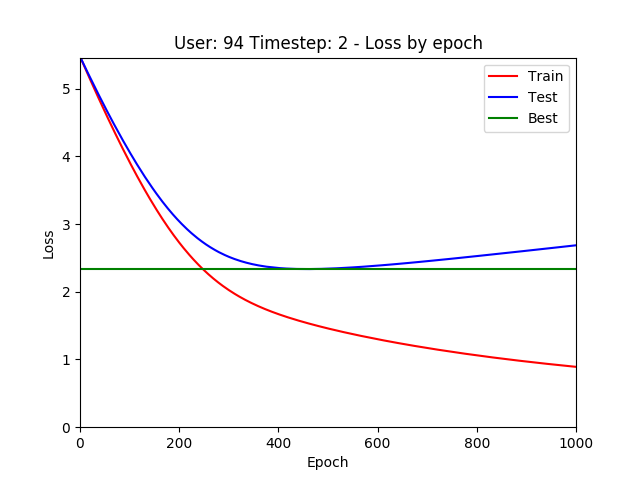 User: 94 Timestep: 2 - Loss by epoch
Train
Test
Best
5
4
3
2
1
0
Loss
0 200 400 600 800 1000
Epoch